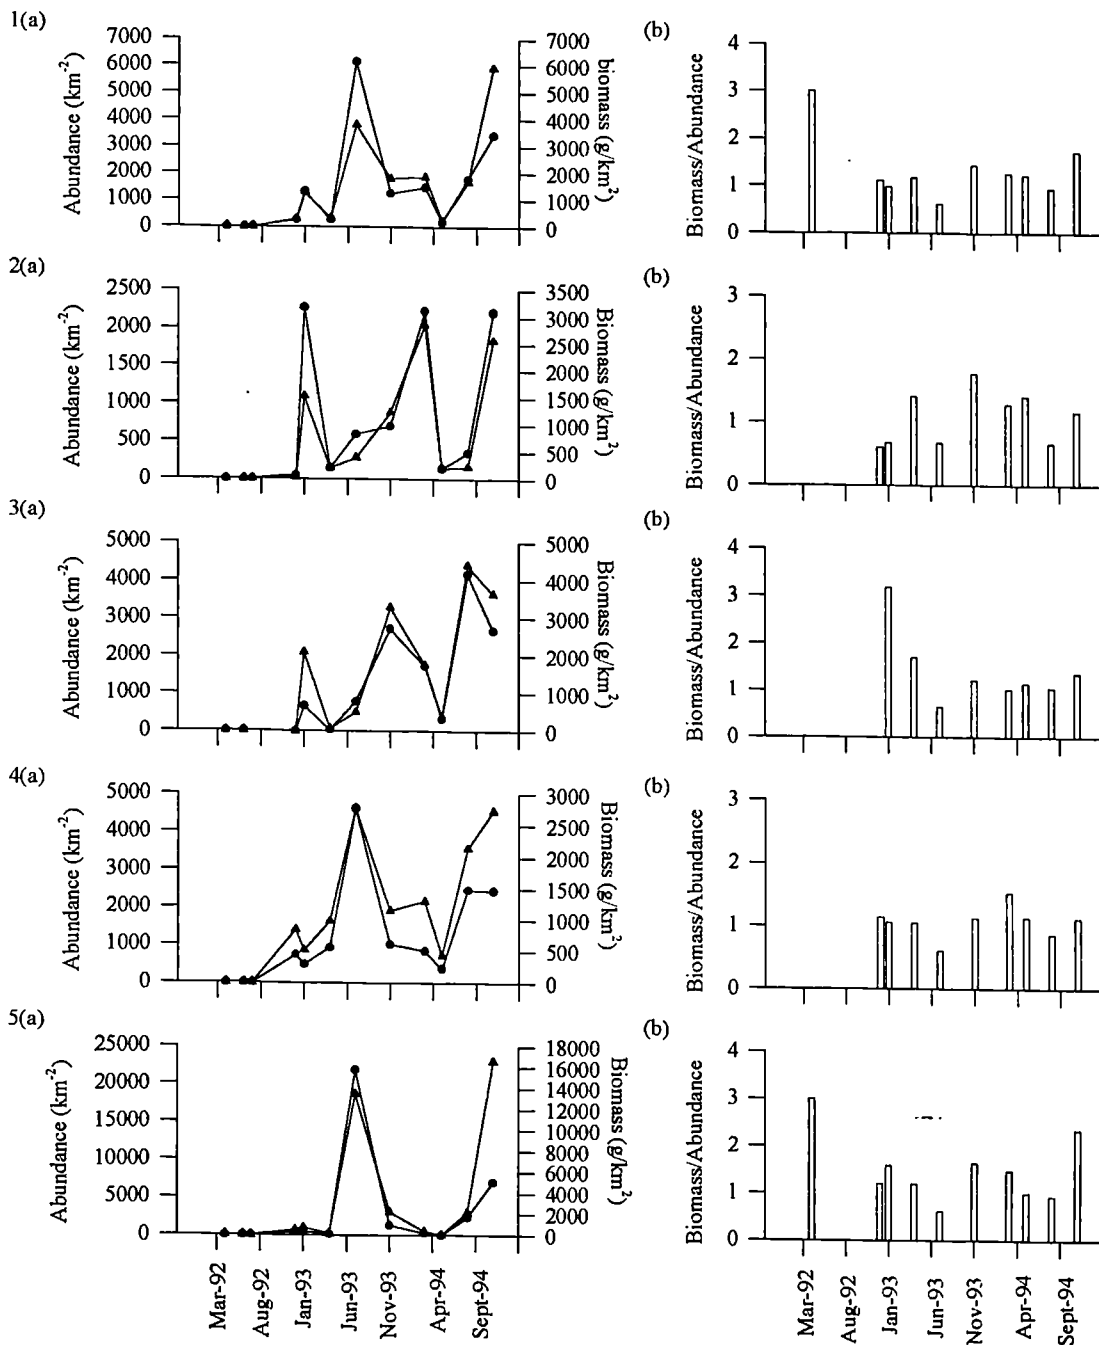 1(a)
Abundance (km-2)
7000
6000
5000
4000
3000
2000
1000
0
7000
6000
5000
4000
3000
2000
1000
0
biomass (g/km2)
(b)
Biomass/Abundance
4
3
2
1
0
2(a)
Abundance (km-2)
2500
2000
1500
1000
500
0
3500
3000
2500
2000
1500
1000
500
0
Biomass (g/km2)
(b)
Biomass/Abundance
3
2
1
0
3(a)
Abundance (km-2)
5000
4000
3000
2000
1000
0
5000
4000
3000
2000
1000
0
Biomass (g/km2)
(b)
Biomass/Abundance
4
3
2
1
0
4(a)
Abundance (km-2)
5000
4000
3000
2000
1000
0
3000
2500
2000
1500
1000
500
0
Biomass (g/km2)
(b)
Biomass/Abundance
3
2
1
0
5(a)
Abundance (km-2)
25000
20000
15000
10000
5000
0
18000
16000
14000
12000
10000
8000
6000
4000
2000
0
Biomass (g/km2)
(b)
Biomass/Abundance
4
3
2
1
0
Mar-92
Aug-92
Jan-93
Jun-93
Nov-93
Apr-94
Sept-94
Mar-92
Aug-92
Jan-93
Jun-93
Nov-93
Apr-94
Sept-94